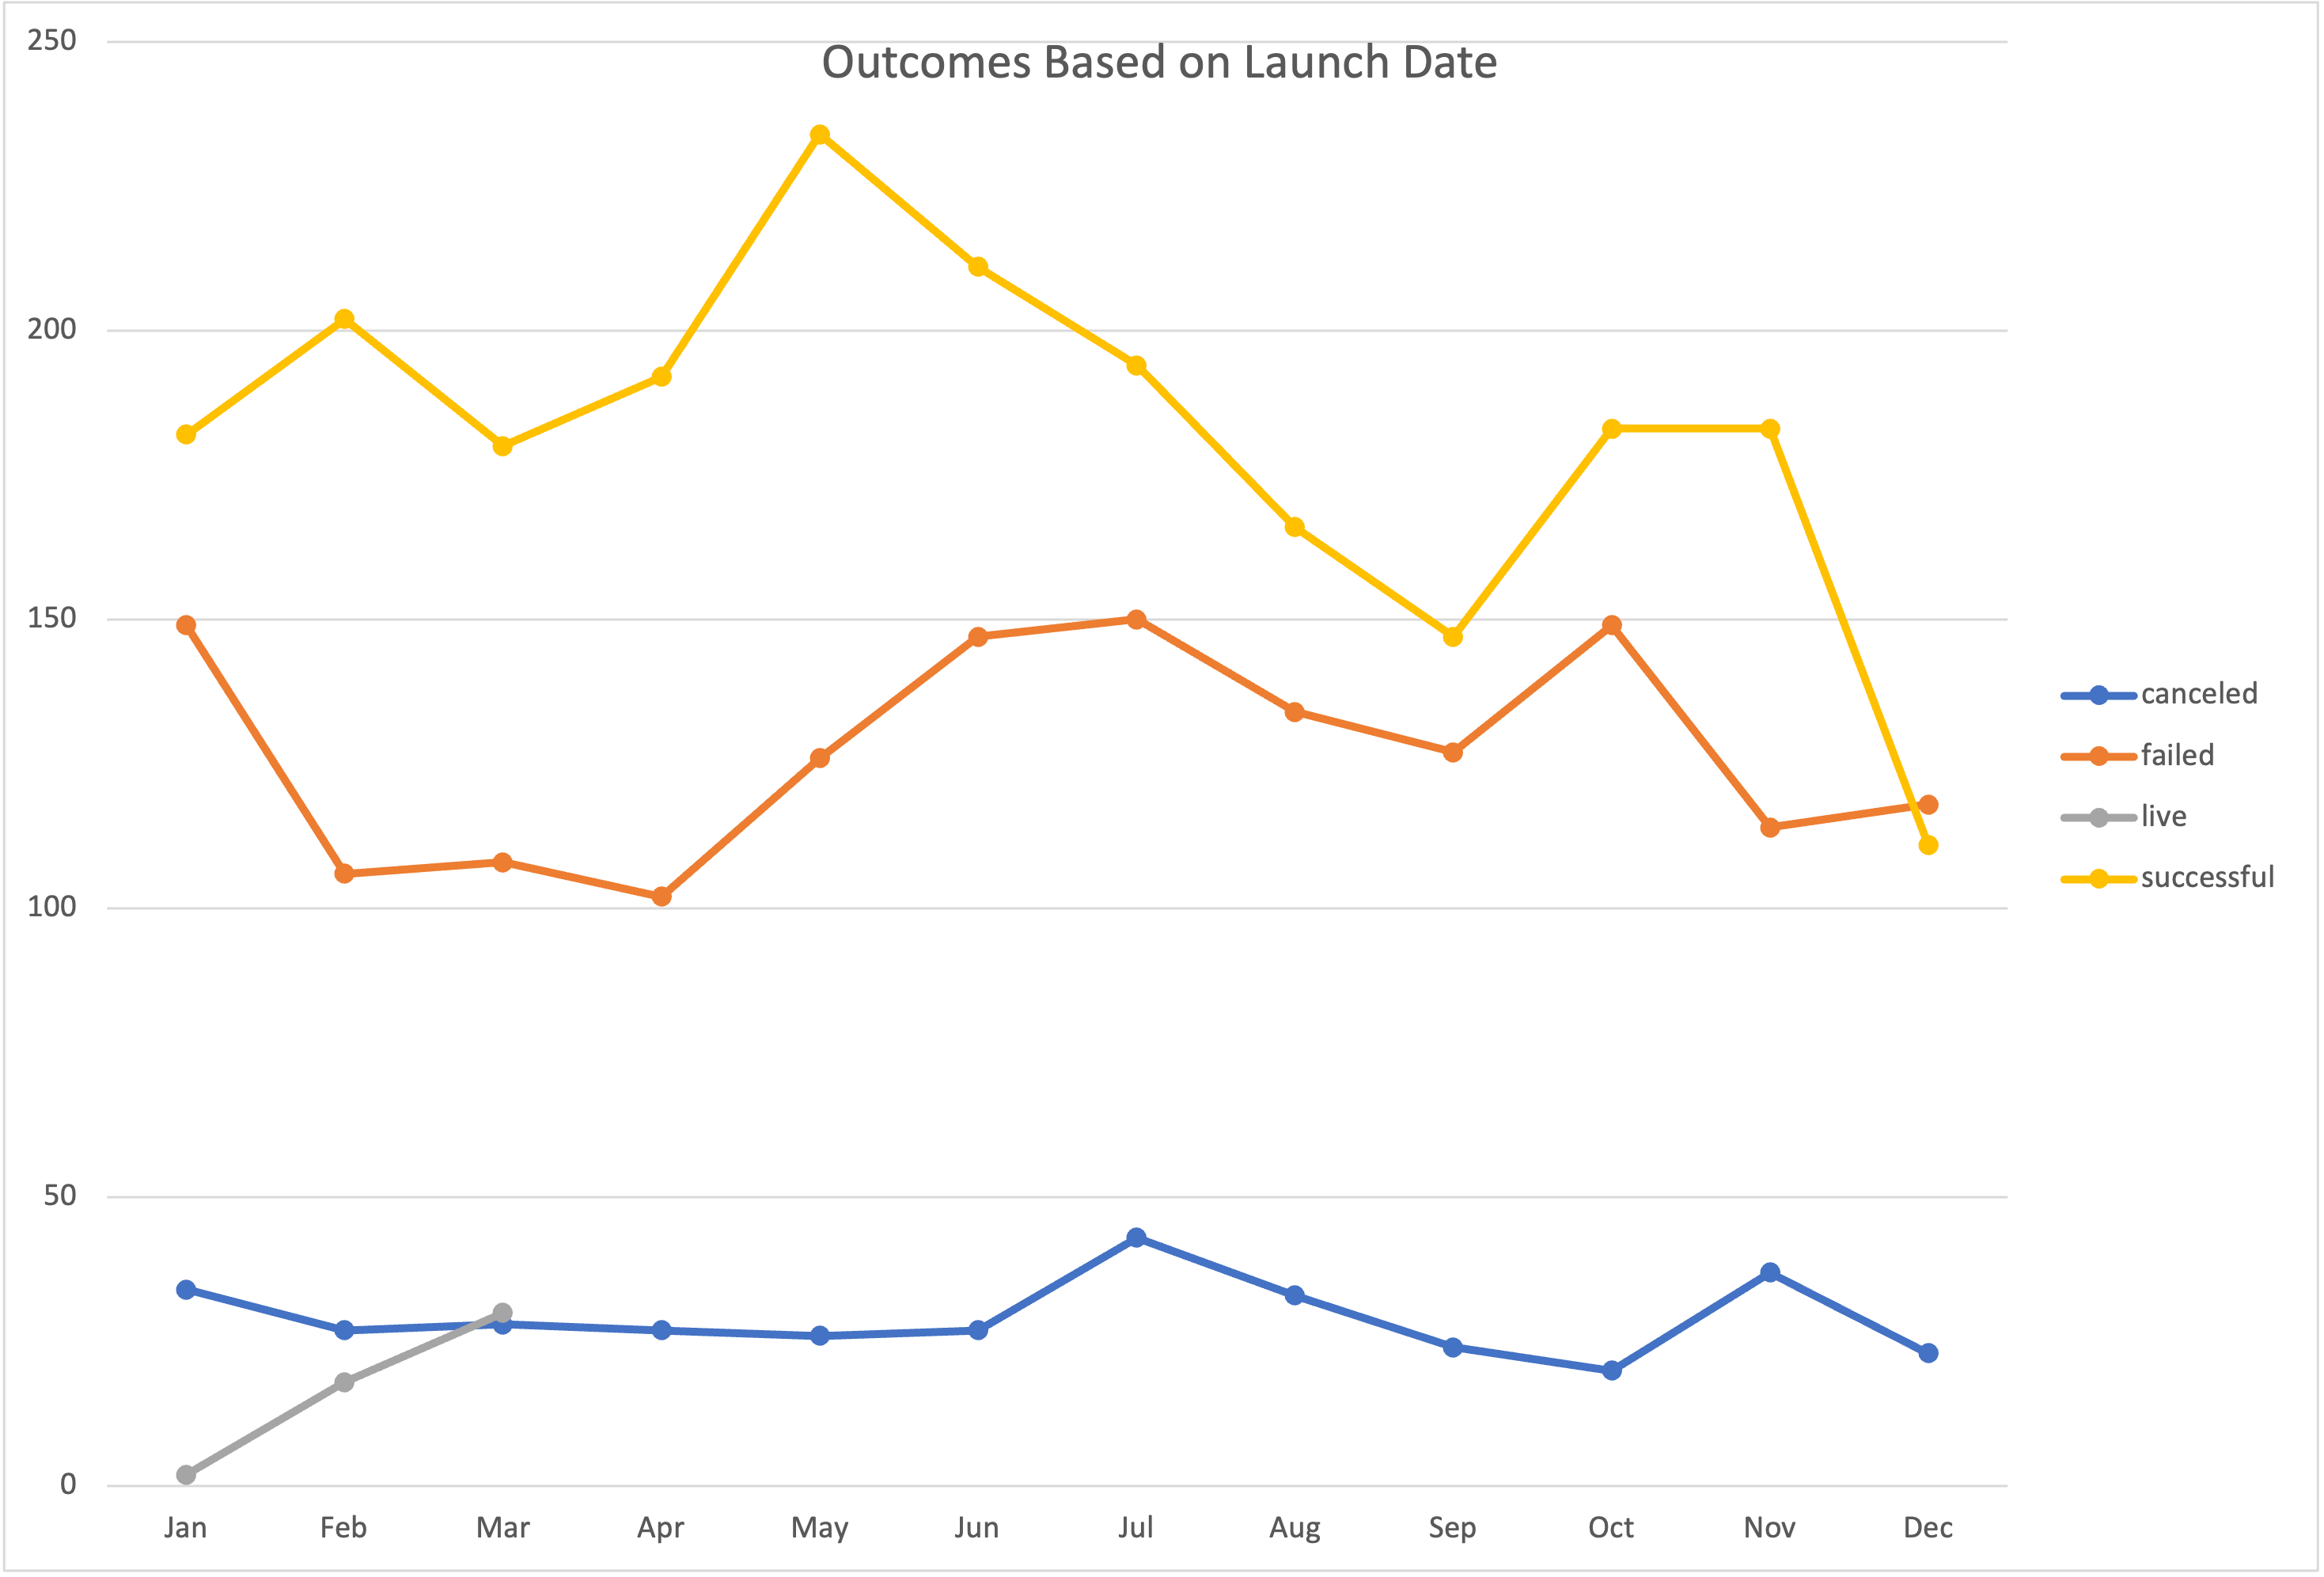 Outcomes Based on Launch Date
250
200
150
100
50
0
Jan Feb Mar Apr May Jun Jul Aug Sep Oct Nov Dec
canceled
failed
live
successful